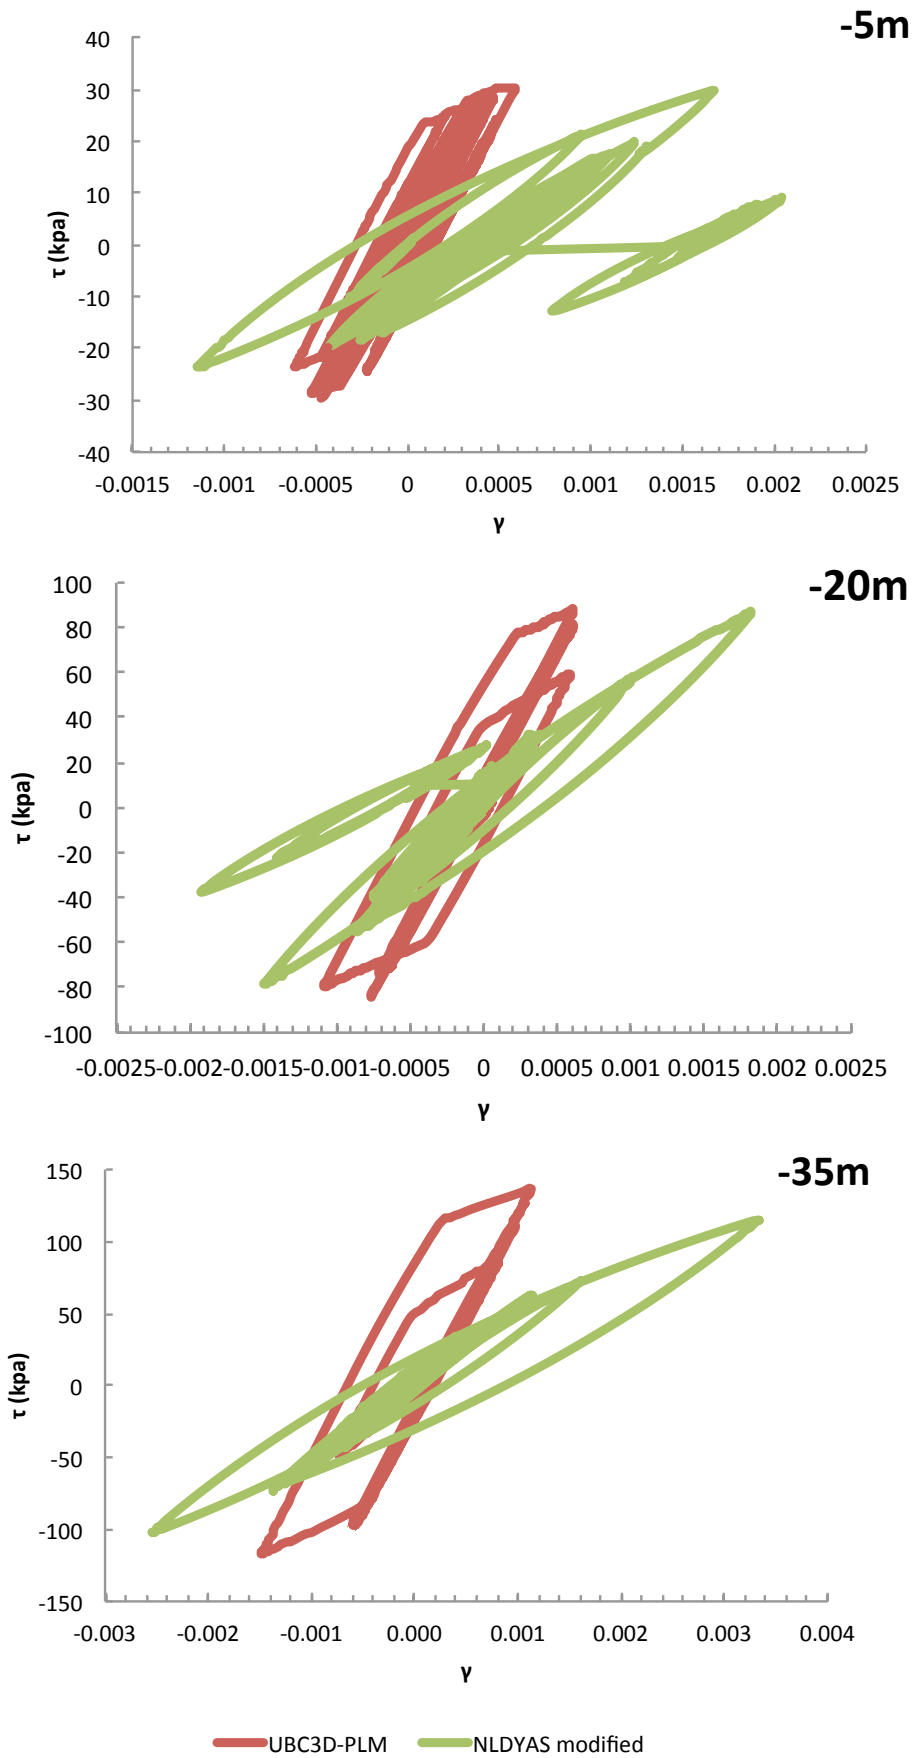 -5m
40
30
20
10
0
-10
-20
-30
-40
τ (kpa)
-0.0015 -0.001 -0.0005 0 0.0005 0.001 0.0015 0.002 0.0025
γ
-20m
100
80
60
40
20
0
-20
-40
-60
-80
-100
τ (kpa)
-0.0025 -0.002 -0.0015 -0.001 -0.0005 0 0.0005 0.001 0.0015 0.002 0.0025
γ
-35m
150
100
50
0
-50
-100
-150
τ (kpa)
-0.003 -0.002 -0.001 0.000 0.001 0.002 0.003 0.004
γ
UBC3D-PLM NLDYAS modified